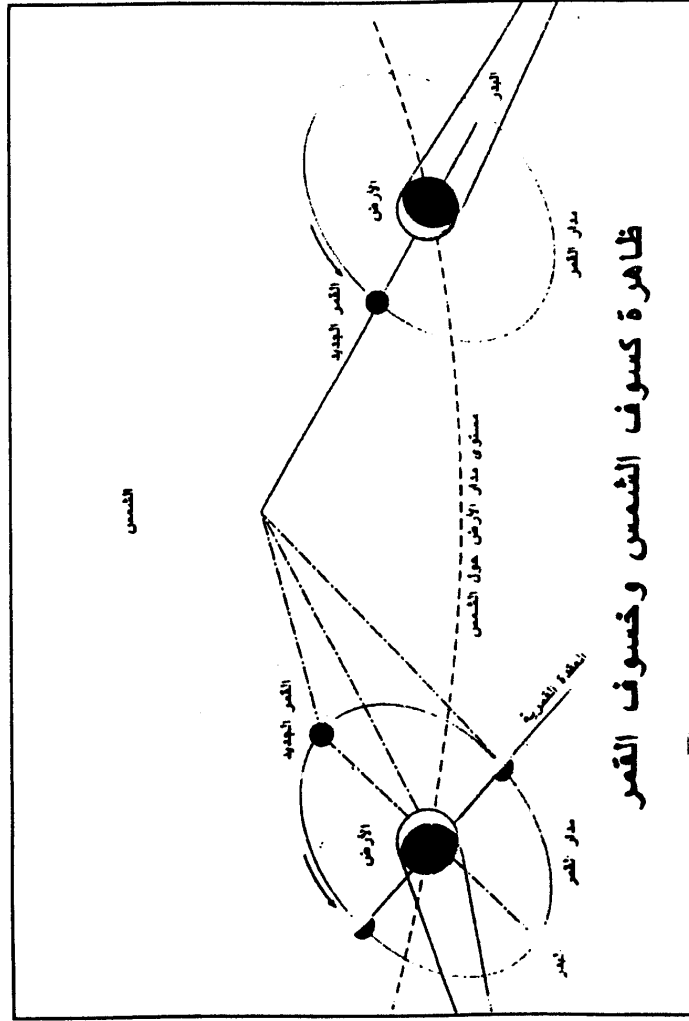 الشمس
القمر الجديد
الأرض
البدر
مدار القمر
القمر الجديد
الأرض
مستوى مدار الأرض حول الشمس
العقدة القمرية
مدار القمر
البدر
ظاهرة كسوف الشمس وخسوف القمر